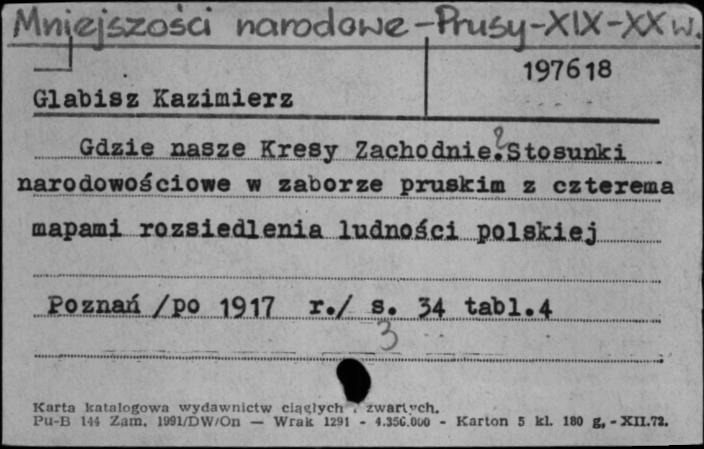 Mniejszości narodowe-Prusy-XIX-XX w.
197618
Glabisz Kazimierz
Gdzie nasze Kresy Zachodnie? Stosunki
narodowościowe w zaborze pruskim z czterema
mapami rozsiedlenia ludności polskiej
Poznań /po 1917 r./ s. 34 tabl.4
3
Karta katalogowa wydawnictw ciągłych i zwartych.
Pu-B 144 Zam. 1991/DW/On — Wrak 1291 - 4.350.000 - Karton 5 kl. 180 g, - XII.72.